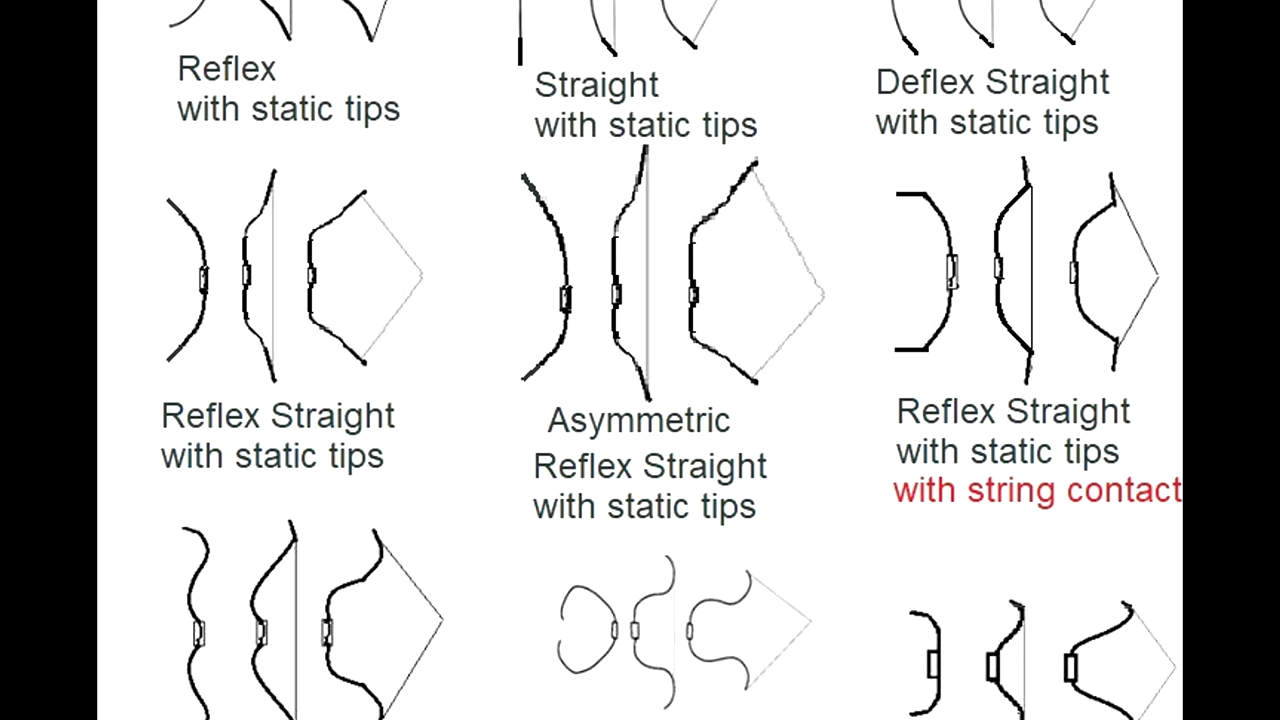 Reflex
with static tips
Straight
with static tips
Deflex Straight
with static tips
Reflex Straight
with static tips
Asymmetric
Reflex Straight
with static tips
Reflex Straight
with static tips
with string contact